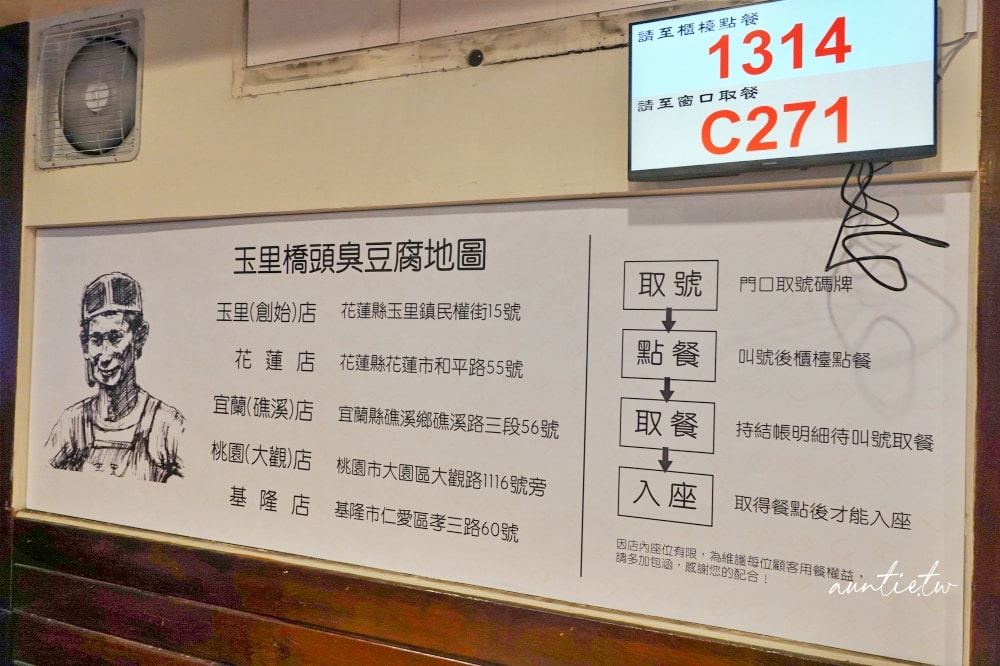 請至櫃檯點餐
1314
請至窗口取餐
C271
玉里橋頭臭豆腐地圖
玉里(創始)店 花蓮縣玉里鎮民權街15號
花蓮店 花蓮縣花蓮市和平路55號
宜蘭(礁溪)店 宜蘭縣礁溪鄉礁溪路三段56號
桃園(大觀)店 桃園市大園區大觀路1116號旁
基隆店 基隆市仁愛區孝三路60號
取號 門口取號碼牌
點餐 叫號後櫃檯點餐
取餐 持結帳明細待叫號取餐
入座 取得餐點後才能入座
因店內座位有限，為維護每位顧客用餐權益，
請多加包涵，感謝您的配合！
auntie.tw